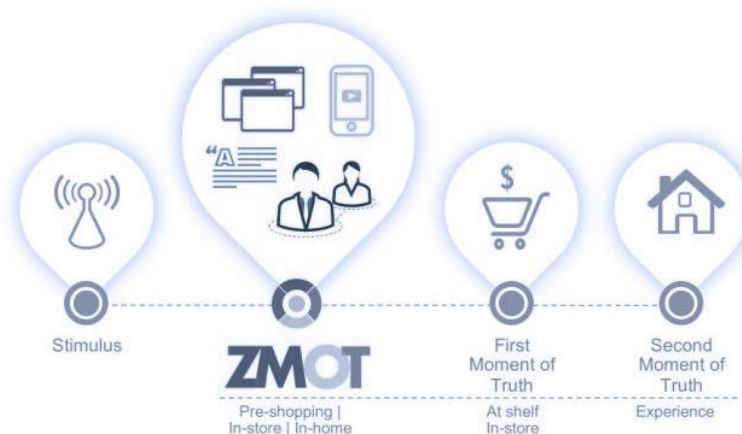 “A
$
Stimulus
ZMOT
Pre-shopping |
In-store | In-home
First
Moment of
Truth
At shelf
In-store
Second
Moment of
Truth
Experience